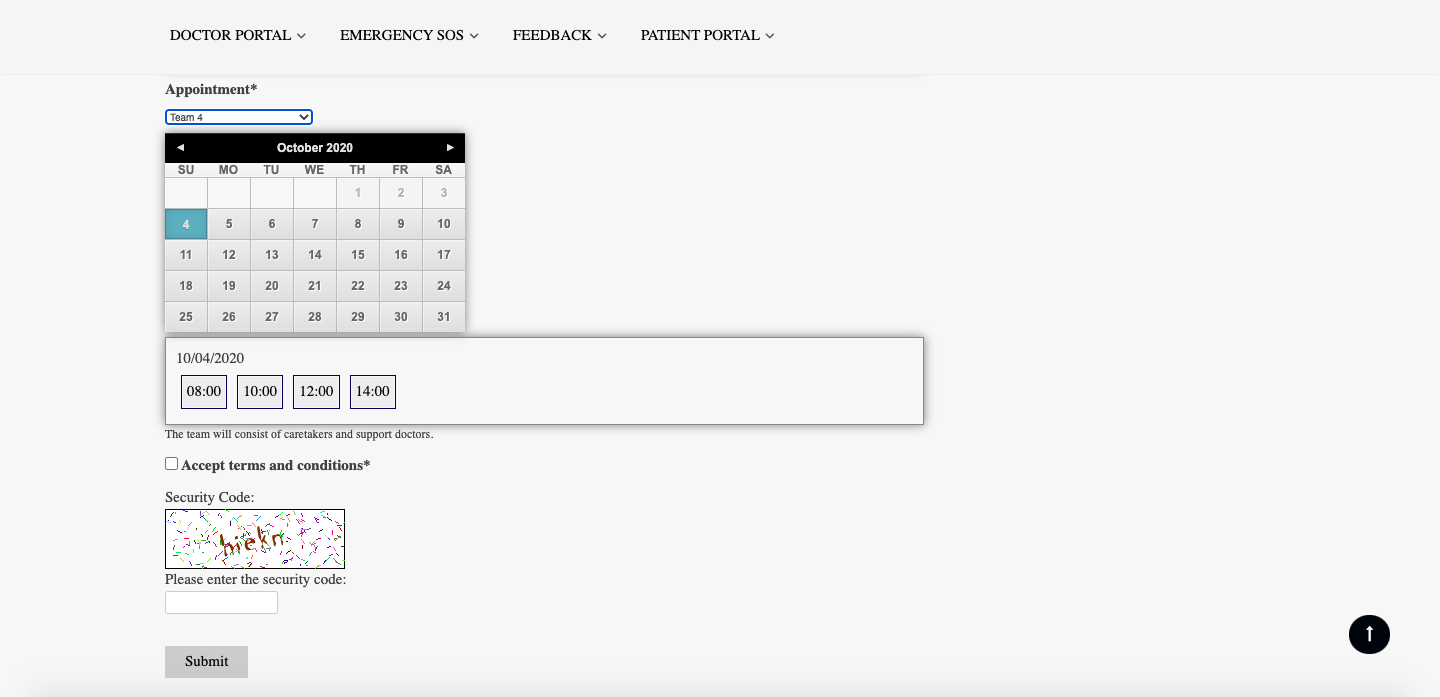 DOCTOR PORTAL EMERGENCY SOS FEEDBACK PATIENT PORTAL
Appointment*
Team 4
October 2020
SU MO TU WE TH FR SA
1 2 3
4 5 6 7 8 9 10
11 12 13 14 15 16 17
18 19 20 21 22 23 24
25 26 27 28 29 30 31
10/04/2020
08:00 10:00 12:00 14:00
The team will consist of caretakers and support doctors.
Accept terms and conditions*
Security Code:
hiekn
Please enter the security code:
Submit